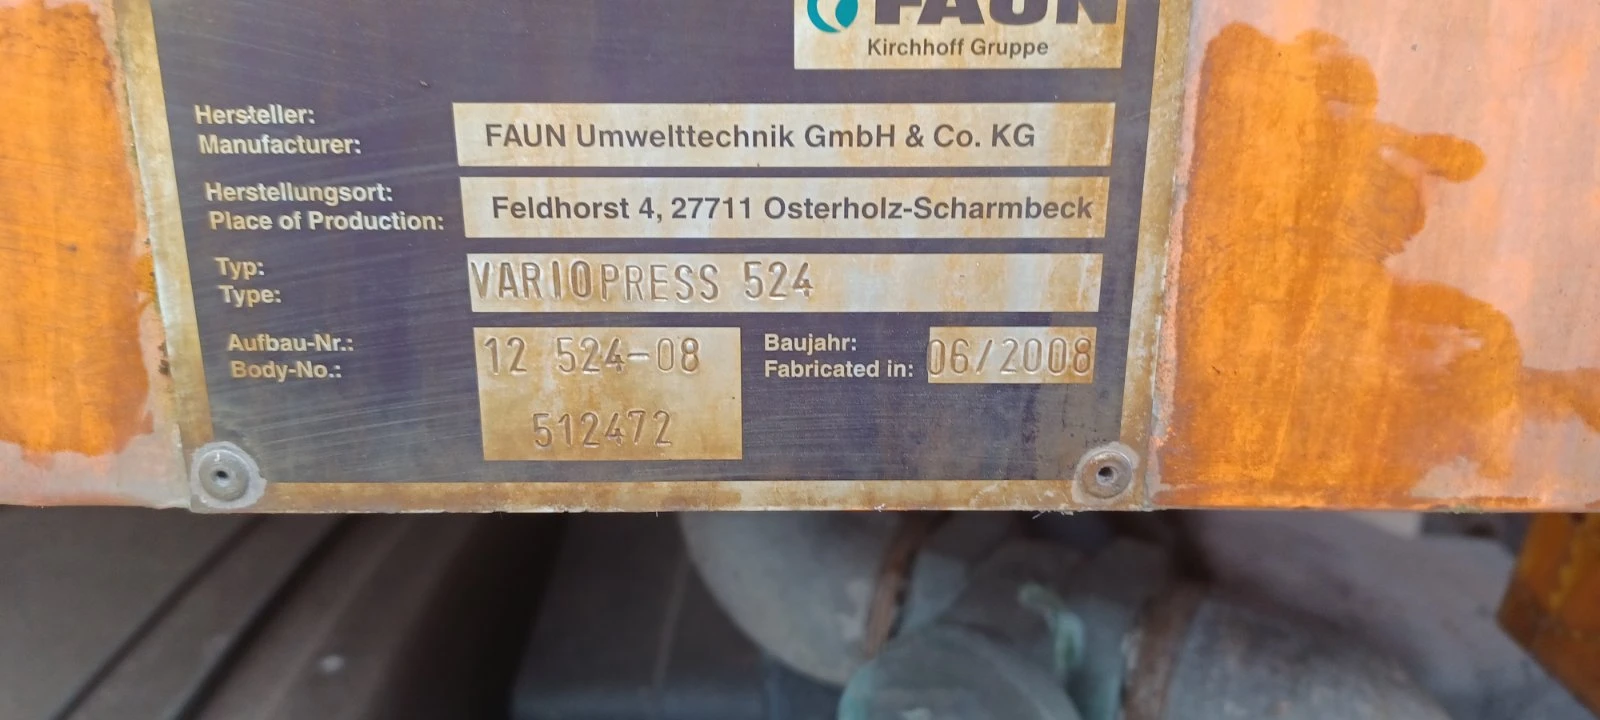 FAUN
Kirchhoff Gruppe
Hersteller:
Manufacturer:
FAUN Umwelttechnik GmbH & Co. KG
Herstellungsort:
Place of Production:
Feldhorst 4, 27711 Osterholz-Scharmbeck
Typ:
Type:
VARIOPRESS 524
Aufbau-Nr.:
Body-No.:
12 524-08
512472
Baujahr:
Fabricated in:
06/2008